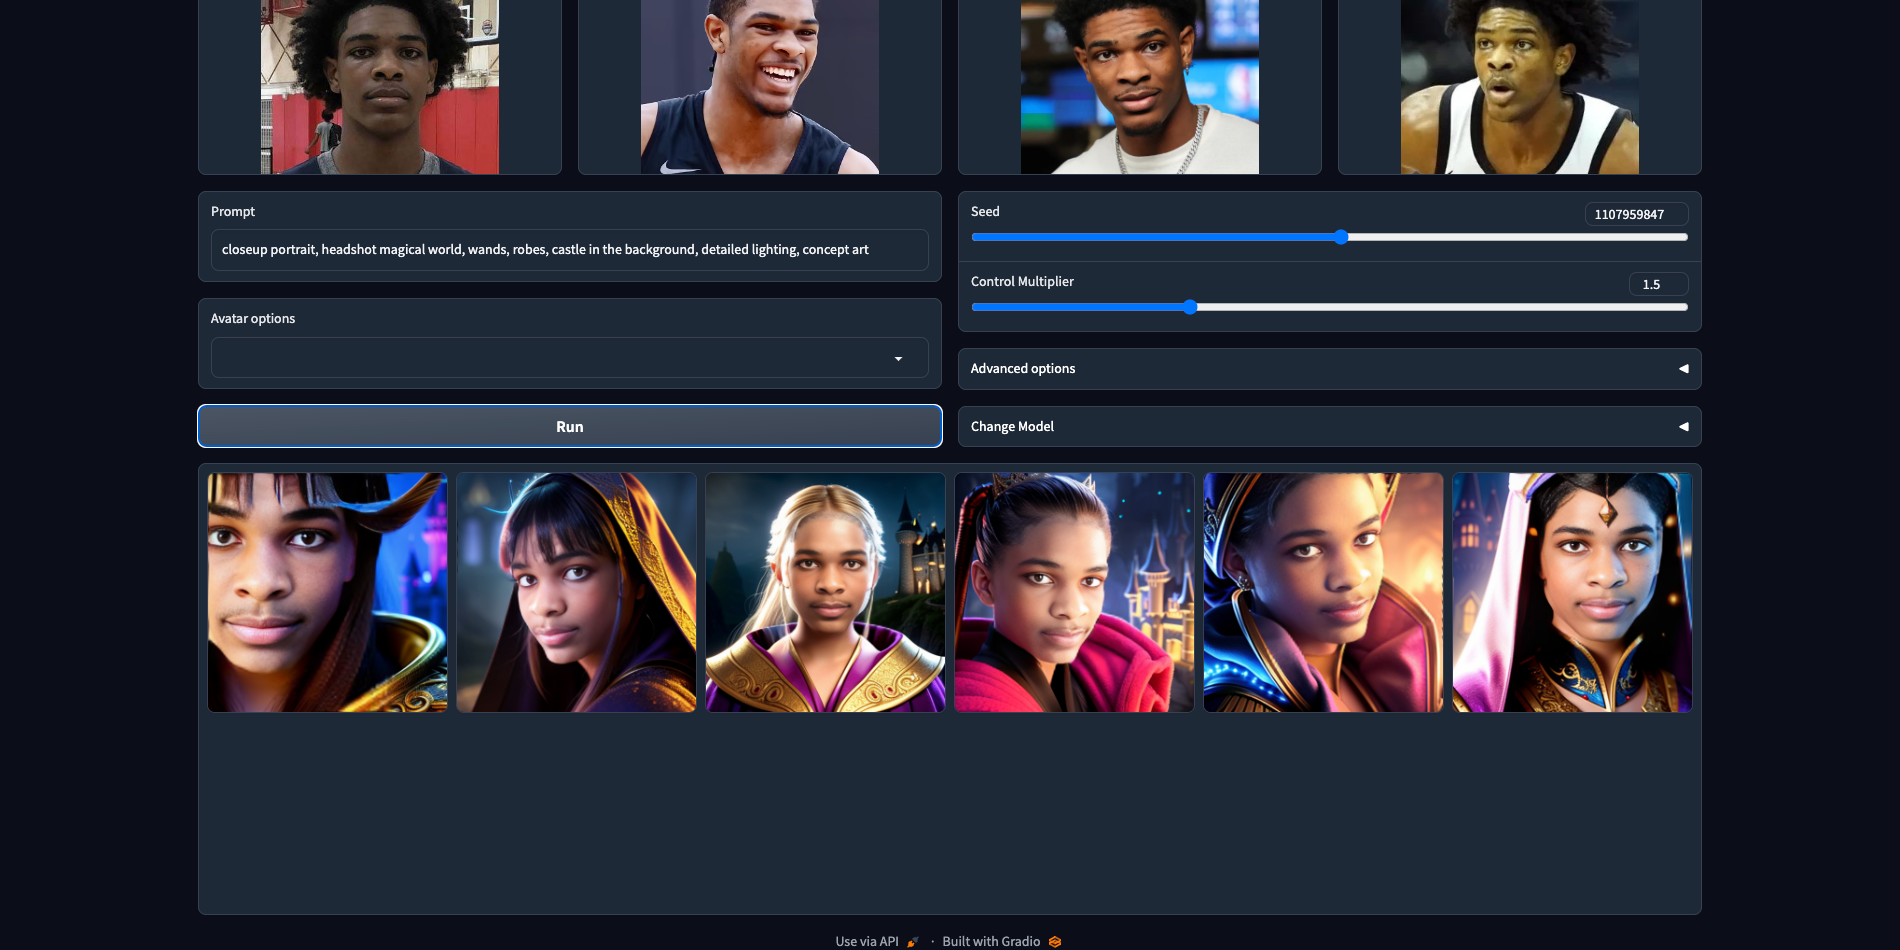 Prompt
closeup portrait, headshot magical world, wands, robes, castle in the background, detailed lighting, concept art
Avatar options
Run
Seed
1107959847
Control Multiplier
1.5
Advanced options
Change Model
Use via API · Built with Gradio